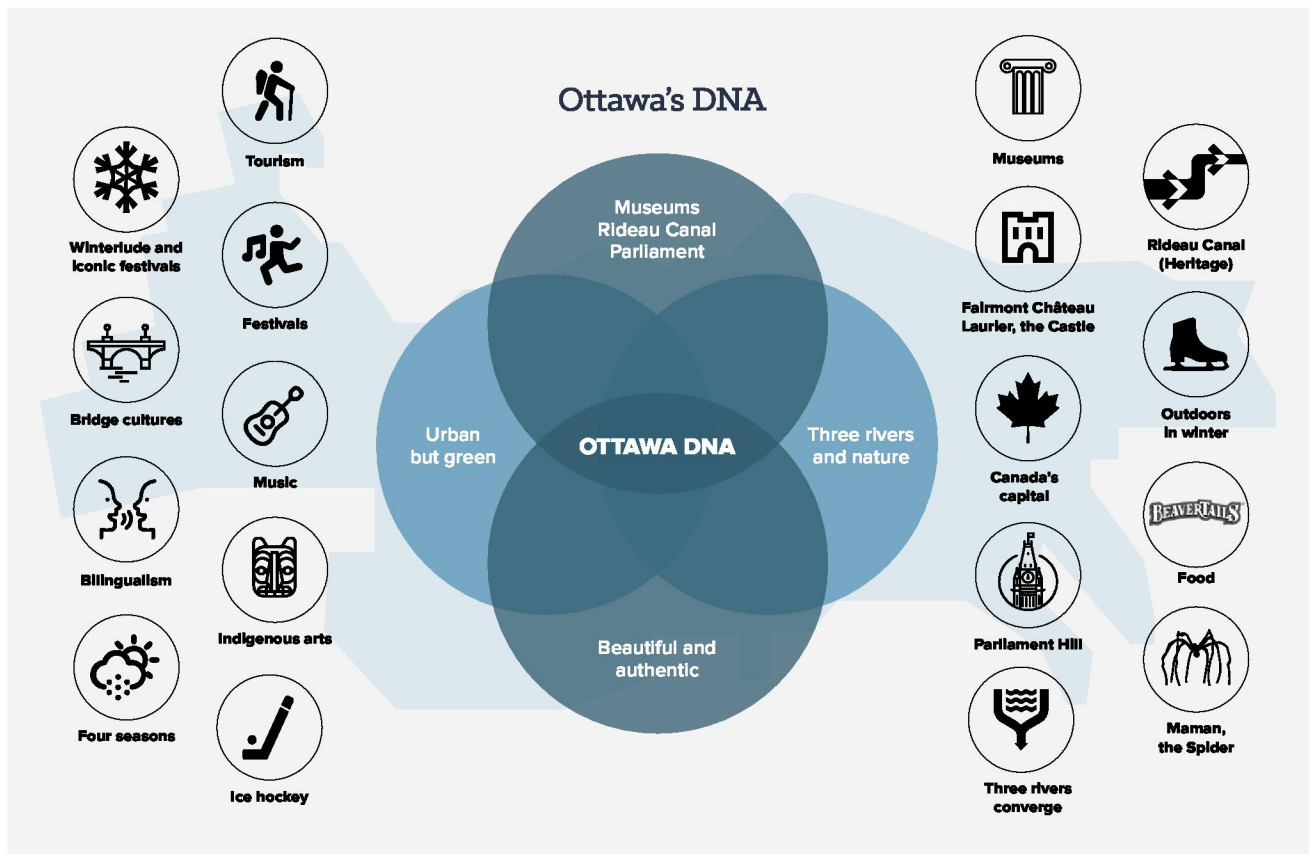 Ottawa's DNA
Tourism
Winterlude and
iconic festivals
Festivals
Bridge cultures
Music
Bilingualism
Indigenous arts
Four seasons
Ice hockey
Museums
Rideau Canal
Parliament
Urban
but green
OTTAWA DNA
Three rivers
and nature
Beautiful and
authentic
Museums
Rideau Canal
(Heritage)
Fairmont Château
Laurier, the Castle
Outdoors
in winter
Canada's
capital
BEAVERTAILS
Food
Parliament Hill
Maman,
the Spider
Three rivers
converge